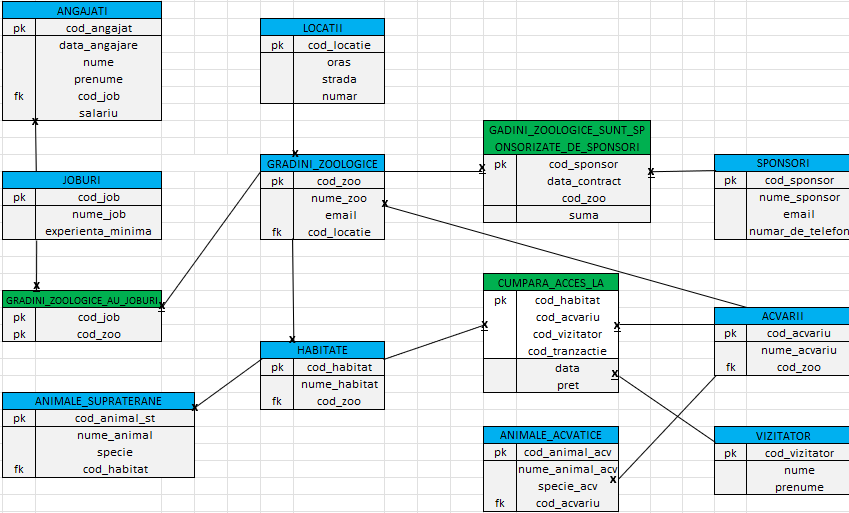 ANGAJATI
pk cod_angajat
data_angajare
nume
prenume
fk cod_job
salariu
LOCATII
pk cod_locatie
oras
strada
numar
GADINI_ZOOLOGICE_SUNT_SP
ONSORIZATE_DE_SPONSORI
pk cod_sponsor
data_contract
cod_zoo
suma
SPONSORI
pk cod_sponsor
nume_sponsor
email
numar_de_telefon
JOBURI
pk cod_job
nume_job
experienta_minima
GRADINI_ZOOLOGICE
pk cod_zoo
nume_zoo
email
fk cod_locatie
GRADINI_ZOOLOGICE_AU_JOBURI
pk cod_job
pk cod_zoo
CUMPARA_ACCES_LA
pk cod_habitat
cod_acvariu
cod_vizitator
cod_tranzactie
data
pret
ACVARII
pk cod_acvariu
nume_acvariu
fk cod_zoo
HABITATE
pk cod_habitat
nume_habitat
fk cod_zoo
ANIMALE_SUPRATERANE
pk cod_animal_st
nume_animal
specie
fk cod_habitat
ANIMALE_ACVATICE
pk cod_animal_acv
nume_animal_acv
specie_acv
fk cod_acvariu
VIZITATOR
pk cod_vizitator
nume
prenume
x
x
x
x
x
x
x
x
x
x
x
x
x